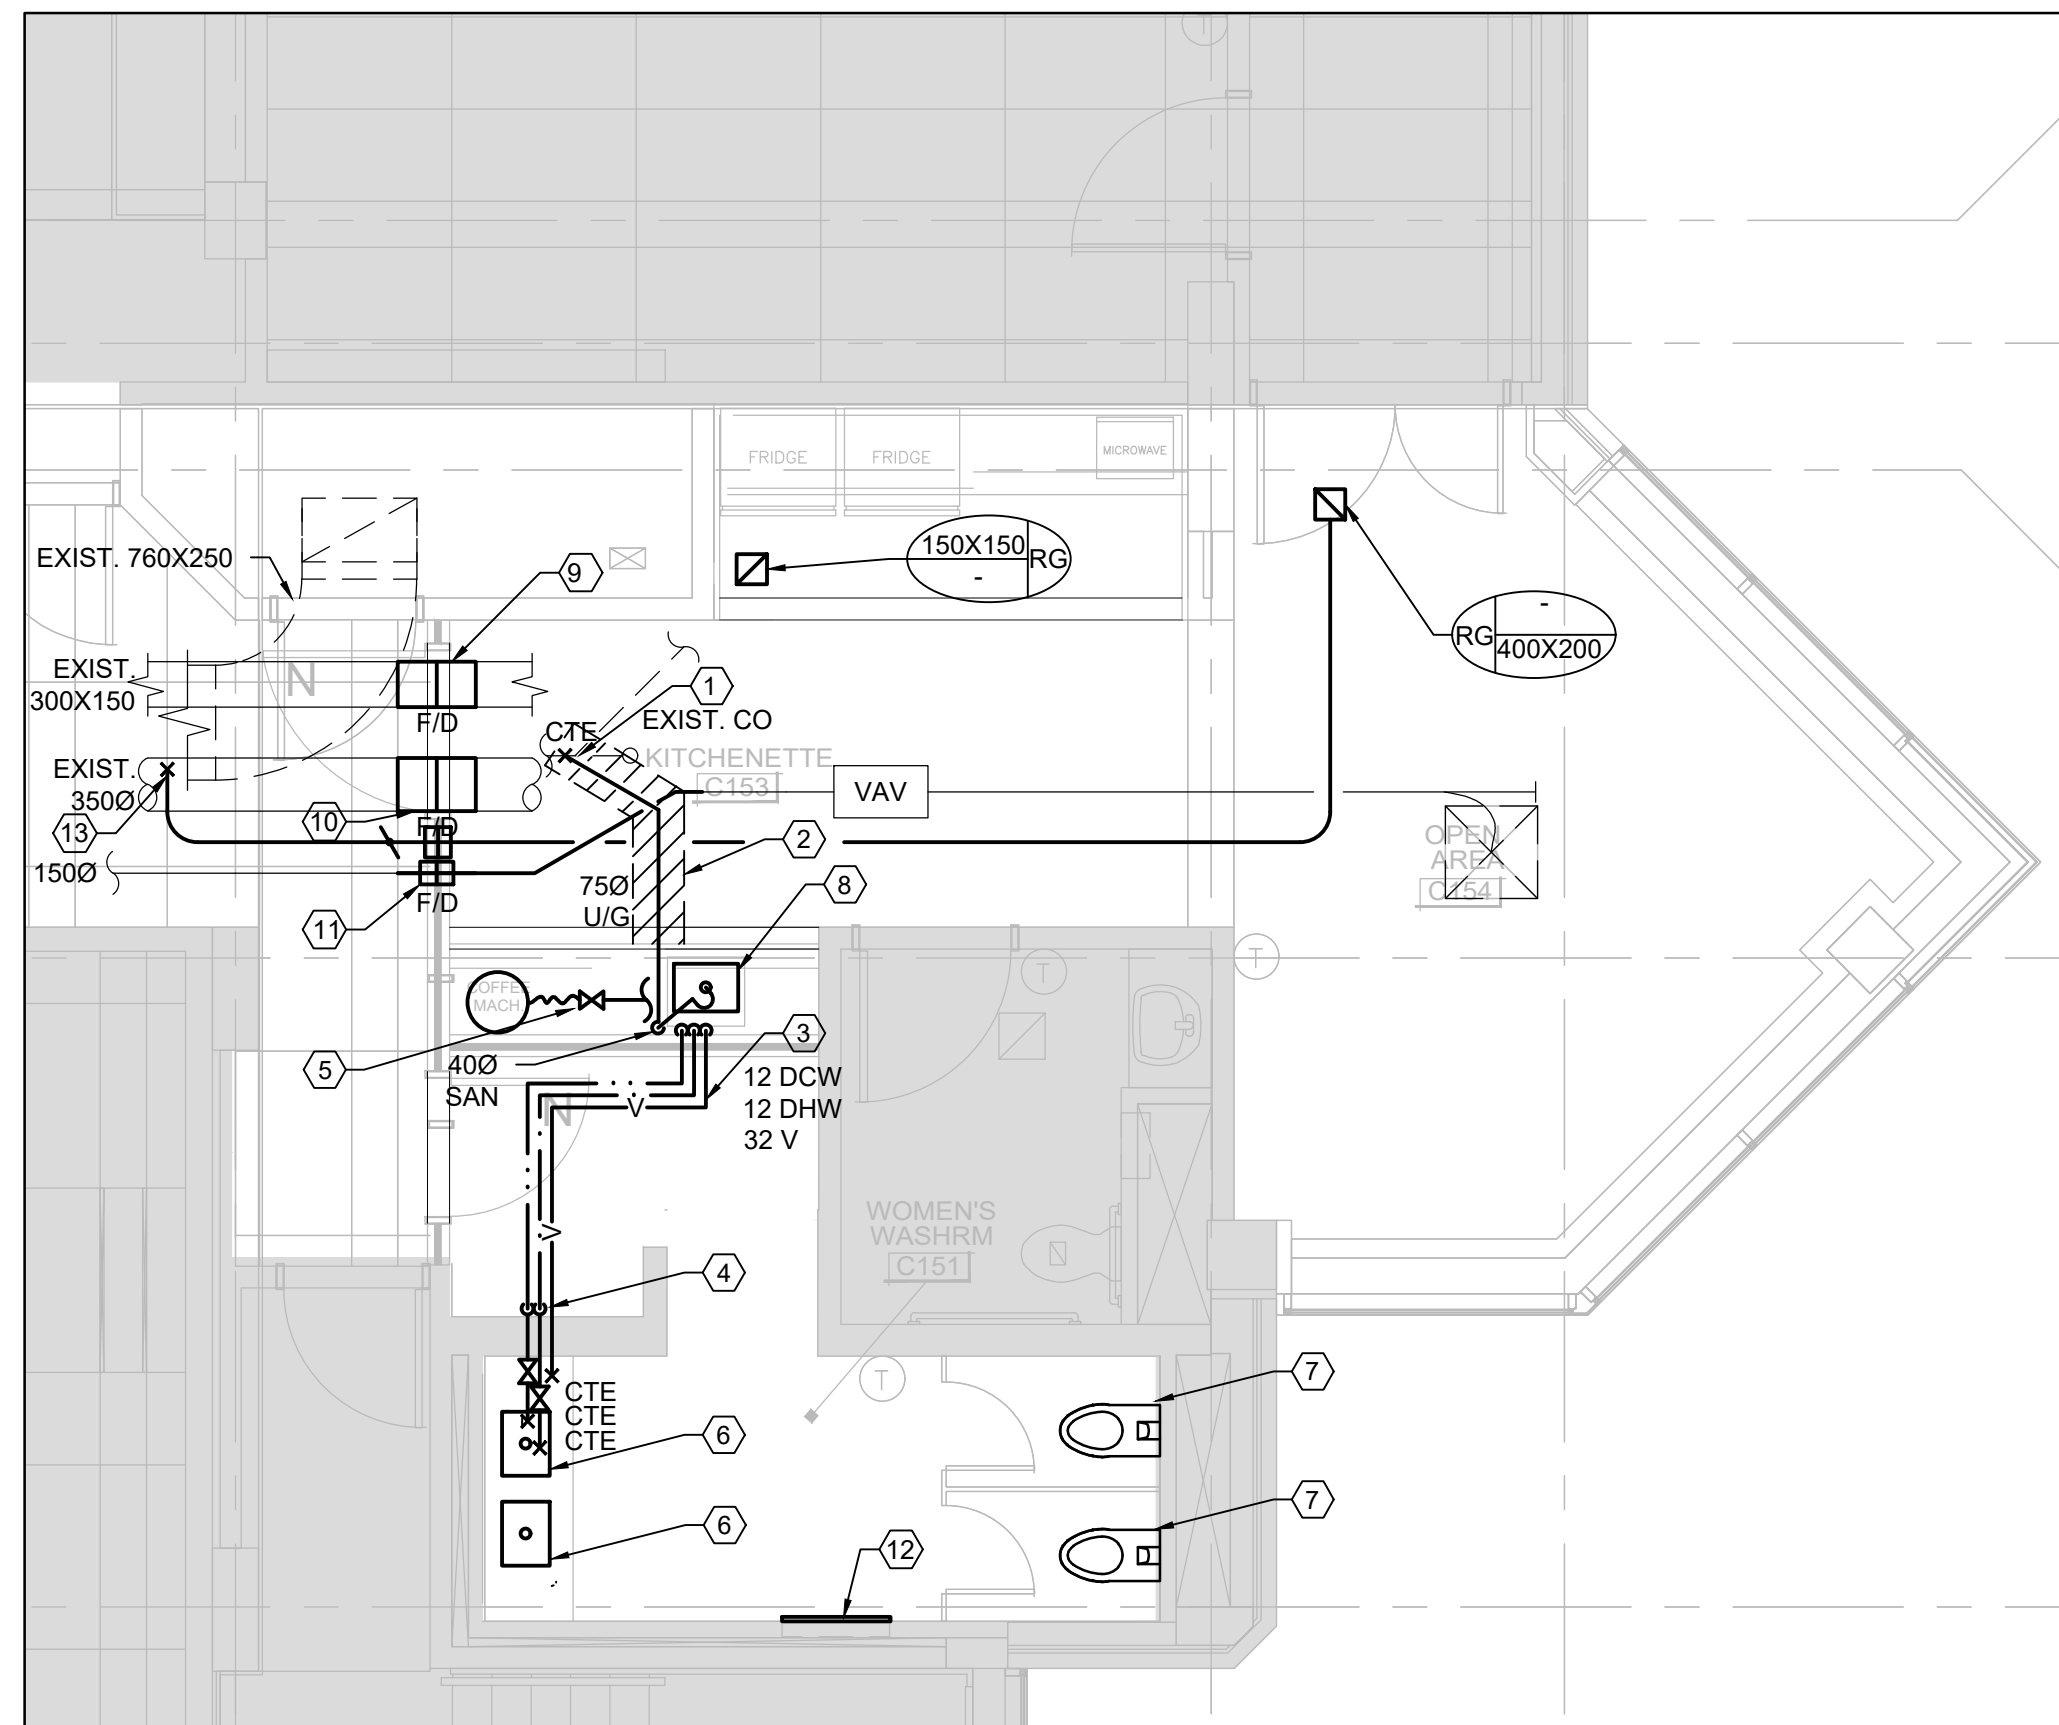 T
FRIDGE
FRIDGE
MICROWAVE
EXIST. 760X250
9
150X150
RG
-
-
RG
400X200
EXIST.
300X150
N
F/D
1
CTE
EXIST. CO
KITCHENETTE
C153
EXIST.
350Ø
VAV
13
10
F/D
2
OPEN
AREA
C154
150Ø
F/D
11
75Ø
U/G
8
T
T
COFFEE
MACH.
5
3
40Ø
SAN
12 DCW
12 DHW
32 V
V
N
V
WOMEN'S
WASHRM
C151
4
T
7
CTE
CTE
CTE
6
7
6
12